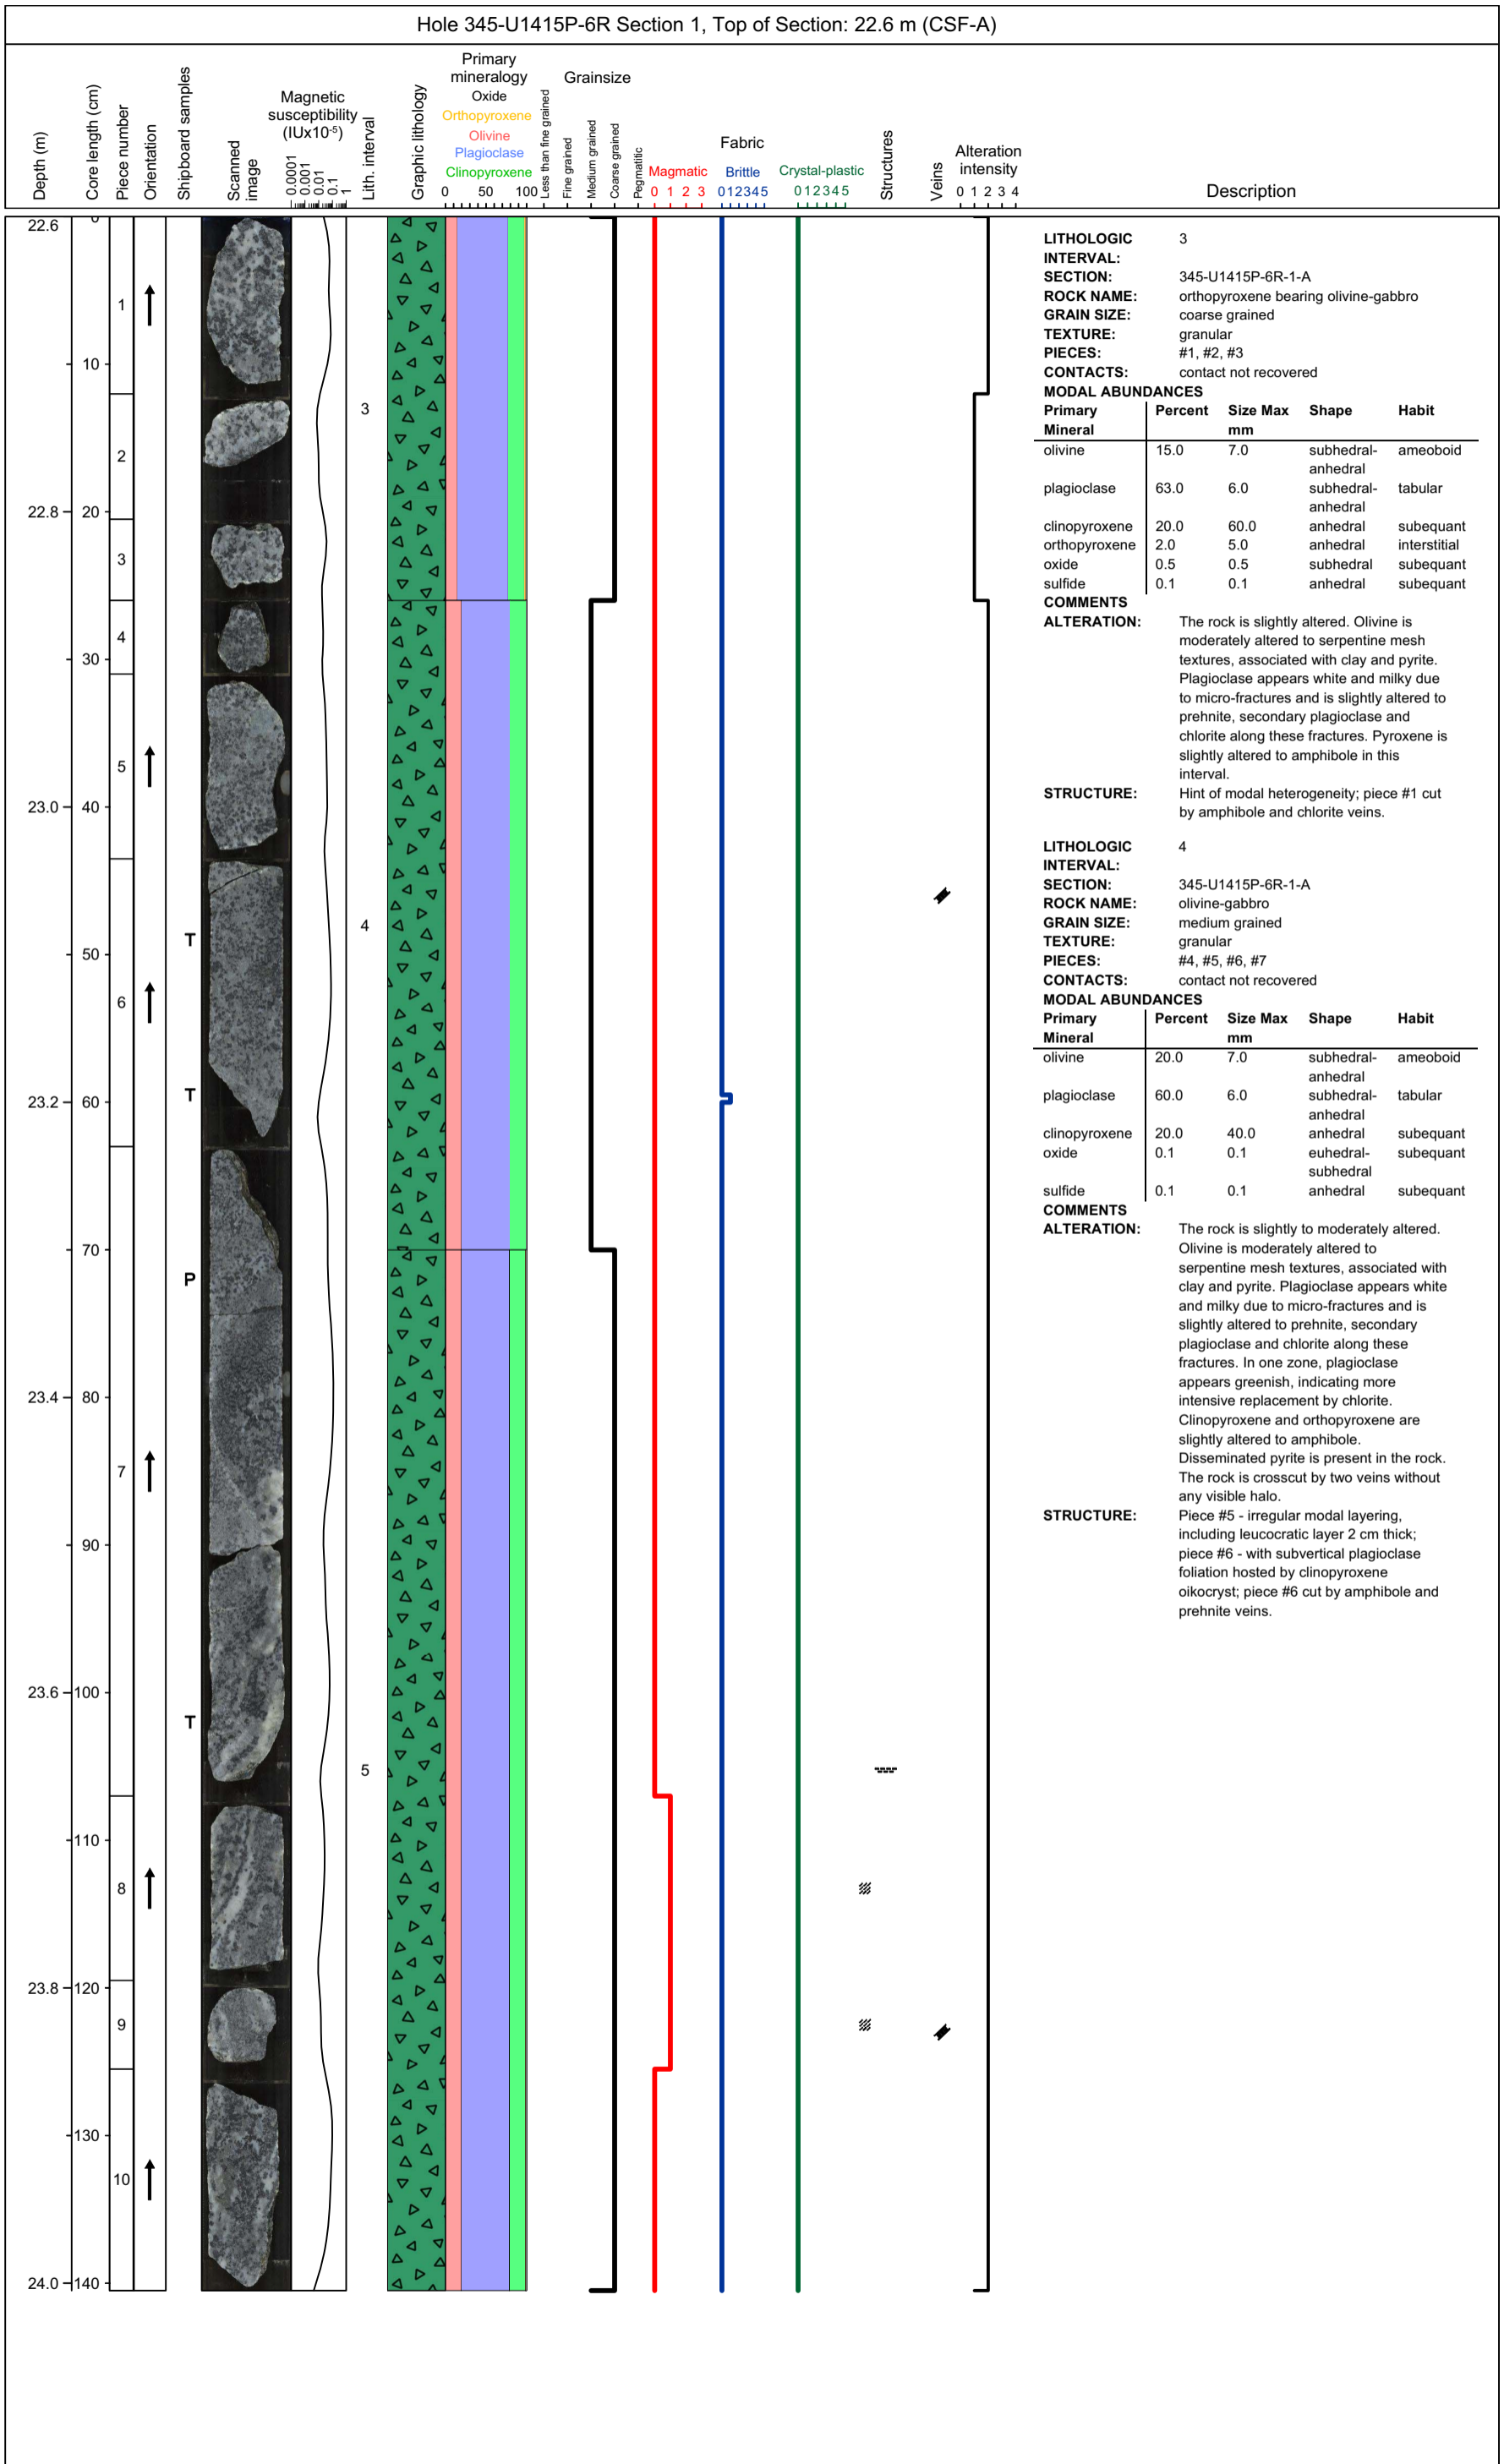 Hole 345-U1415P-6R Section 1, Top of Section: 22.6 m (CSF-A)
Depth (m)
Core length (cm)
Piece number
Orientation
Shipboard samples
Scanned image
Magnetic susceptibility (IUx10-5)
0.0001 0.001 0.01 0.1 1
Lith. interval
Graphic lithology
Primary mineralogy
Oxide
Orthopyroxene
Olivine
Plagioclase
Clinopyroxene
0 50 100
Grainsize
Less than fine grained
Fine grained
Medium grained
Coarse grained
Pegmatitic
Fabric
Magmatic
0 1 2 3
Brittle
0 1 2 3 4 5
Crystal-plastic
0 1 2 3 4 5
Structures
Veins
Alteration intensity
0 1 2 3 4
Description
22.6 0
1
10
3
2
22.8 20
3
4
30
5
23.0 40
4
T
50
6
T
23.2 60
70
P
23.4 80
7
90
23.6 100
T
5
110
8
23.8 120
9
130
10
24.0 140
LITHOLOGIC INTERVAL: 3
SECTION: 345-U1415P-6R-1-A
ROCK NAME: orthopyroxene bearing olivine-gabbro
GRAIN SIZE: coarse grained
TEXTURE: granular
PIECES: #1, #2, #3
CONTACTS: contact not recovered
MODAL ABUNDANCES
Primary Mineral Percent Size Max mm Shape Habit
olivine 15.0 7.0 subhedral-anhedral ameoboid
plagioclase 63.0 6.0 subhedral-anhedral tabular
clinopyroxene 20.0 60.0 anhedral subequant
orthopyroxene 2.0 5.0 anhedral interstitial
oxide 0.5 0.5 subhedral subequant
sulfide 0.1 0.1 anhedral subequant
COMMENTS
ALTERATION: The rock is slightly altered. Olivine is
moderately altered to serpentine mesh
textures, associated with clay and pyrite.
Plagioclase appears white and milky due
to micro-fractures and is slightly altered to
prehnite, secondary plagioclase and
chlorite along these fractures. Pyroxene is
slightly altered to amphibole in this
interval.
STRUCTURE: Hint of modal heterogeneity; piece #1 cut
by amphibole and chlorite veins.
LITHOLOGIC INTERVAL: 4
SECTION: 345-U1415P-6R-1-A
ROCK NAME: olivine-gabbro
GRAIN SIZE: medium grained
TEXTURE: granular
PIECES: #4, #5, #6, #7
CONTACTS: contact not recovered
MODAL ABUNDANCES
Primary Mineral Percent Size Max mm Shape Habit
olivine 20.0 7.0 subhedral-anhedral ameoboid
plagioclase 60.0 6.0 subhedral-anhedral tabular
clinopyroxene 20.0 40.0 anhedral subequant
oxide 0.1 0.1 euhedral-subhedral subequant
sulfide 0.1 0.1 anhedral subequant
COMMENTS
ALTERATION: The rock is slightly to moderately altered.
Olivine is moderately altered to
serpentine mesh textures, associated with
clay and pyrite. Plagioclase appears white
and milky due to micro-fractures and is
slightly altered to prehnite, secondary
plagioclase and chlorite along these
fractures. In one zone, plagioclase
appears greenish, indicating more
intensive replacement by chlorite.
Clinopyroxene and orthopyroxene are
slightly altered to amphibole.
Disseminated pyrite is present in the rock.
The rock is crosscut by two veins without
any visible halo.
STRUCTURE: Piece #5 - irregular modal layering,
including leucocratic layer 2 cm thick;
piece #6 - with subvertical plagioclase
foliation hosted by clinopyroxene
oikocryst; piece #6 cut by amphibole and
prehnite veins.